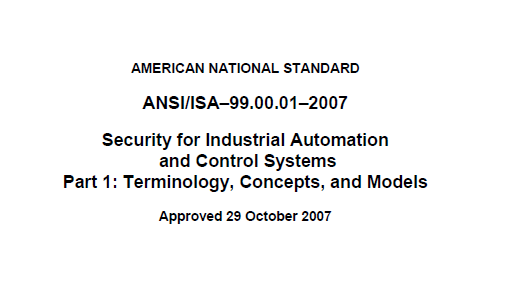 AMERICAN NATIONAL STANDARD
ANSI/ISA–99.00.01–2007
Security for Industrial Automation
and Control Systems
Part 1: Terminology, Concepts, and Models
Approved 29 October 2007